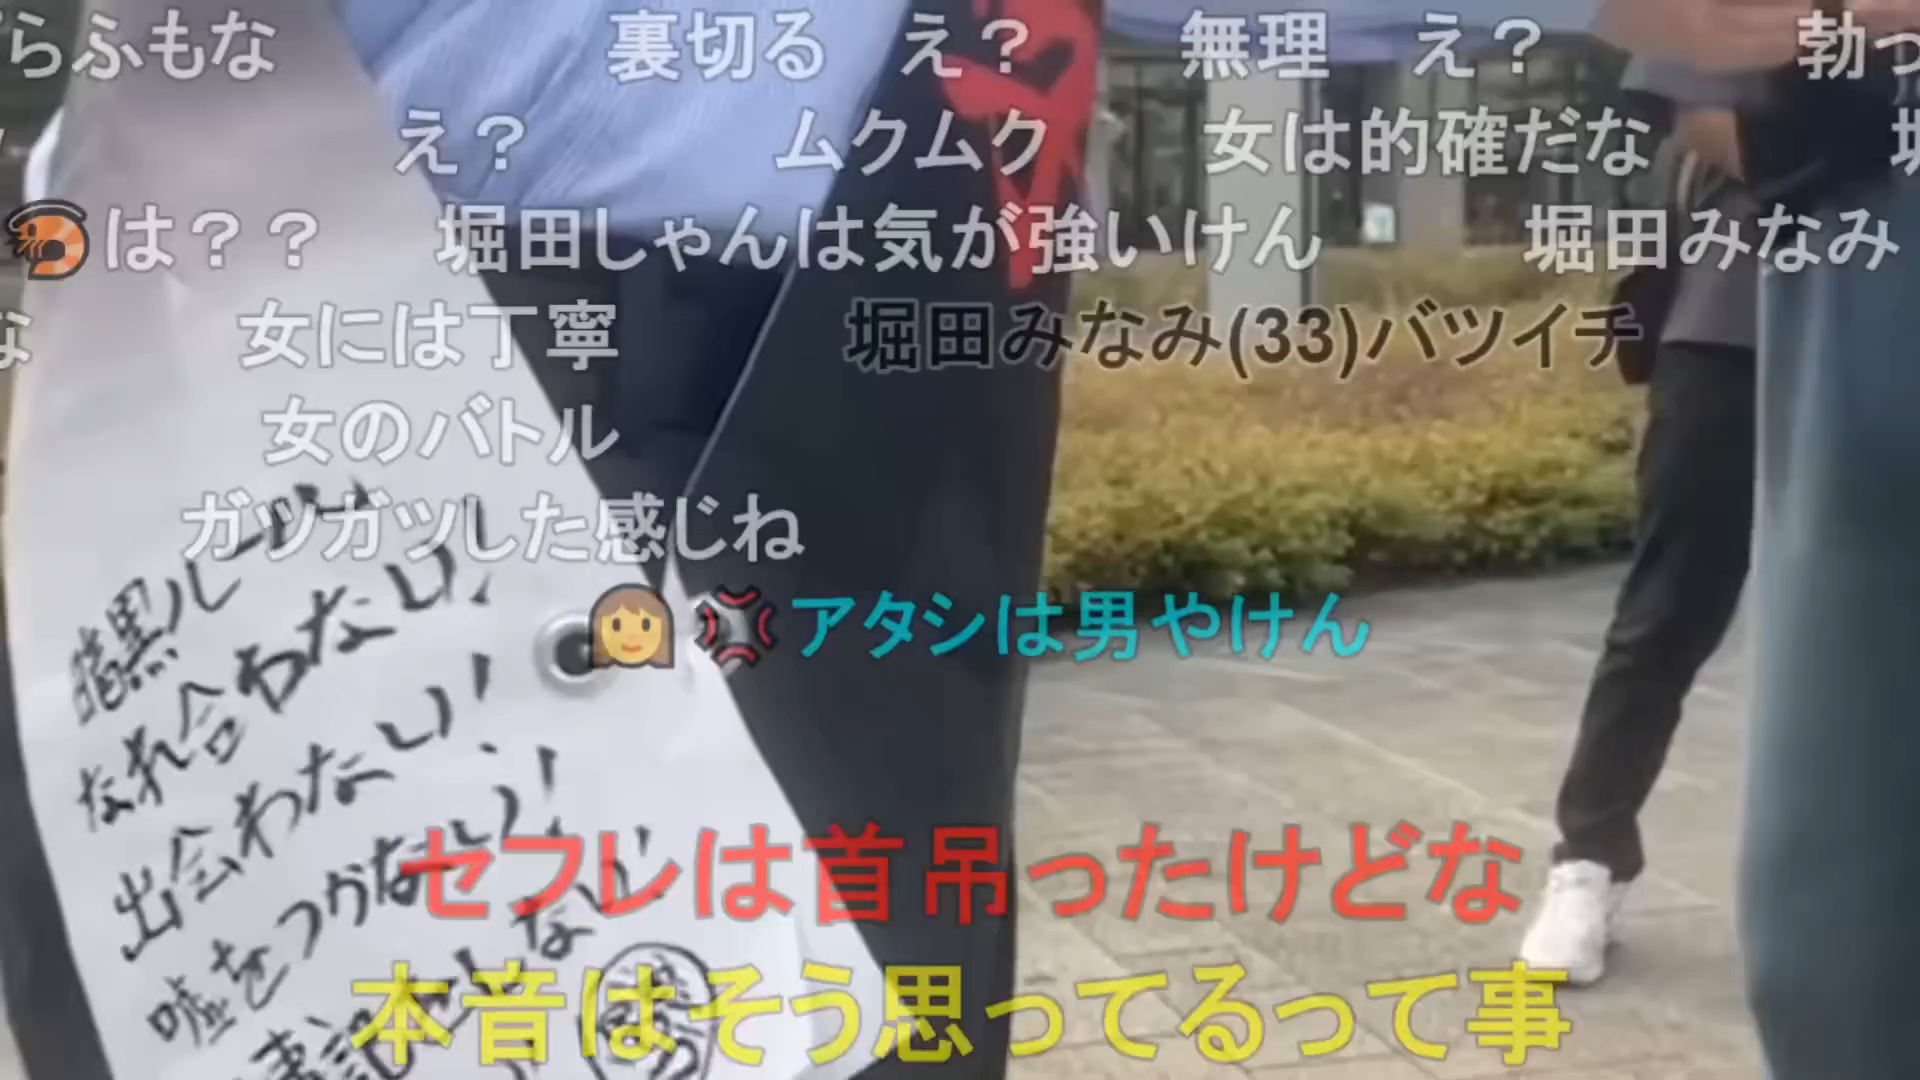 らふもな 裏切る え？ 無理 え？ 勃っ
え？ ムクムク 女は的確だな
は？？ 堀田しゃんは気が強いけん 堀田みなみ
な 女には丁寧 堀田みなみ(33)バツイチ
女のバトル
ガツガツした感じね
アタシは男やけん
暗黒ルール
なれ合わない！
出会わない！
嘘をつかない！
セフレは首吊ったけどな
本音はそう思ってるって事